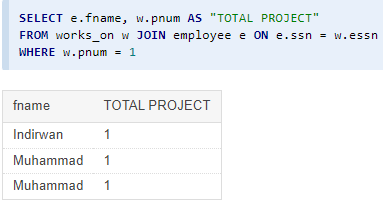 SELECT e.fname, w.pnum AS "TOTAL PROJECT"
FROM works_on w JOIN employee e ON e.ssn = w.essn
WHERE w.pnum = 1
fname TOTAL PROJECT
Indirwan 1
Muhammad 1
Muhammad 1